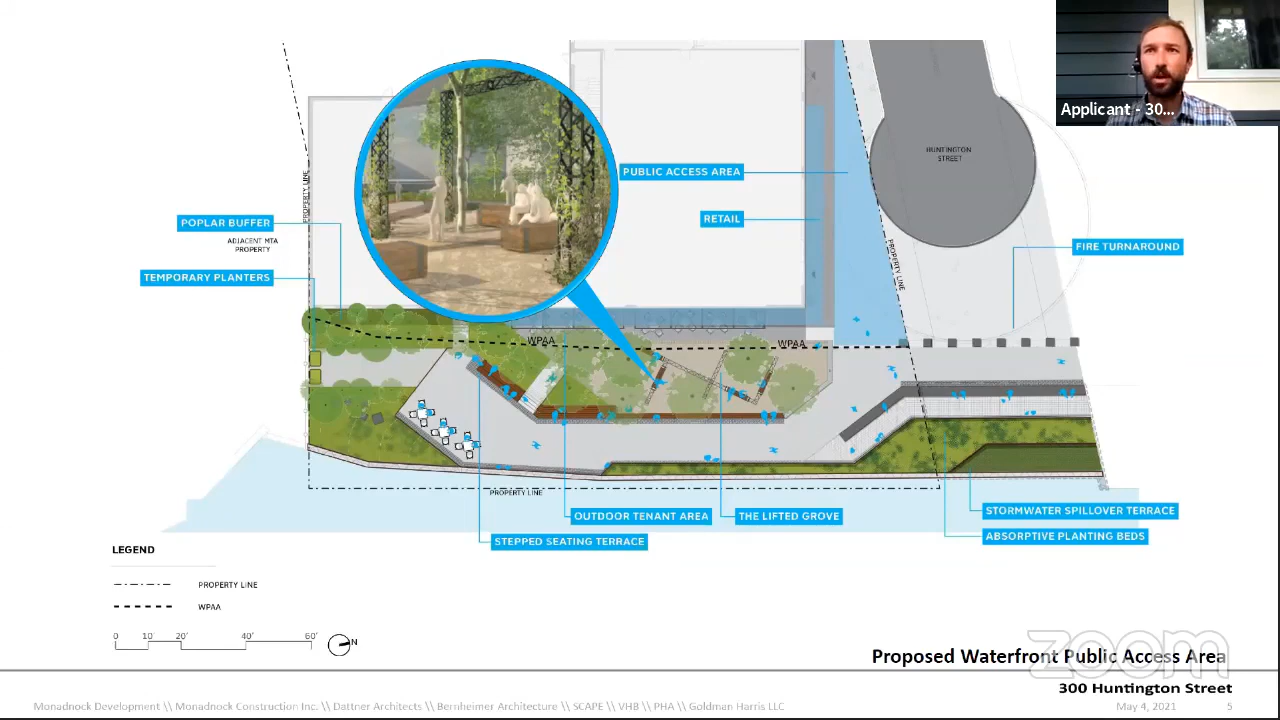 Applicant - 30...
HUNTINGTON
STREET
PUBLIC ACCESS AREA
PROPERTY LINE
RETAIL
POPLAR BUFFER
ADJACENT MTA
PROPERTY
FIRE TURNAROUND
PROPERTY LINE
TEMPORARY PLANTERS
WPAA
WPAA
PROPERTY LINE
OUTDOOR TENANT AREA
THE LIFTED GROVE
STORMWATER SPILLOVER TERRACE
STEPPED SEATING TERRACE
ABSORPTIVE PLANTING BEDS
LEGEND
PROPERTY LINE
WPAA
0 10' 20' 40' 60'
N
zoom
Proposed Waterfront Public Access Area
300 Huntington Street
Monadnock Development \\ Monadnock Construction Inc. \\ Dattner Architects \\ Bernheimer Architecture \\ SCAPE \\ VHB \\ PHA \\ Goldman Harris LLC
May 4, 2021 5